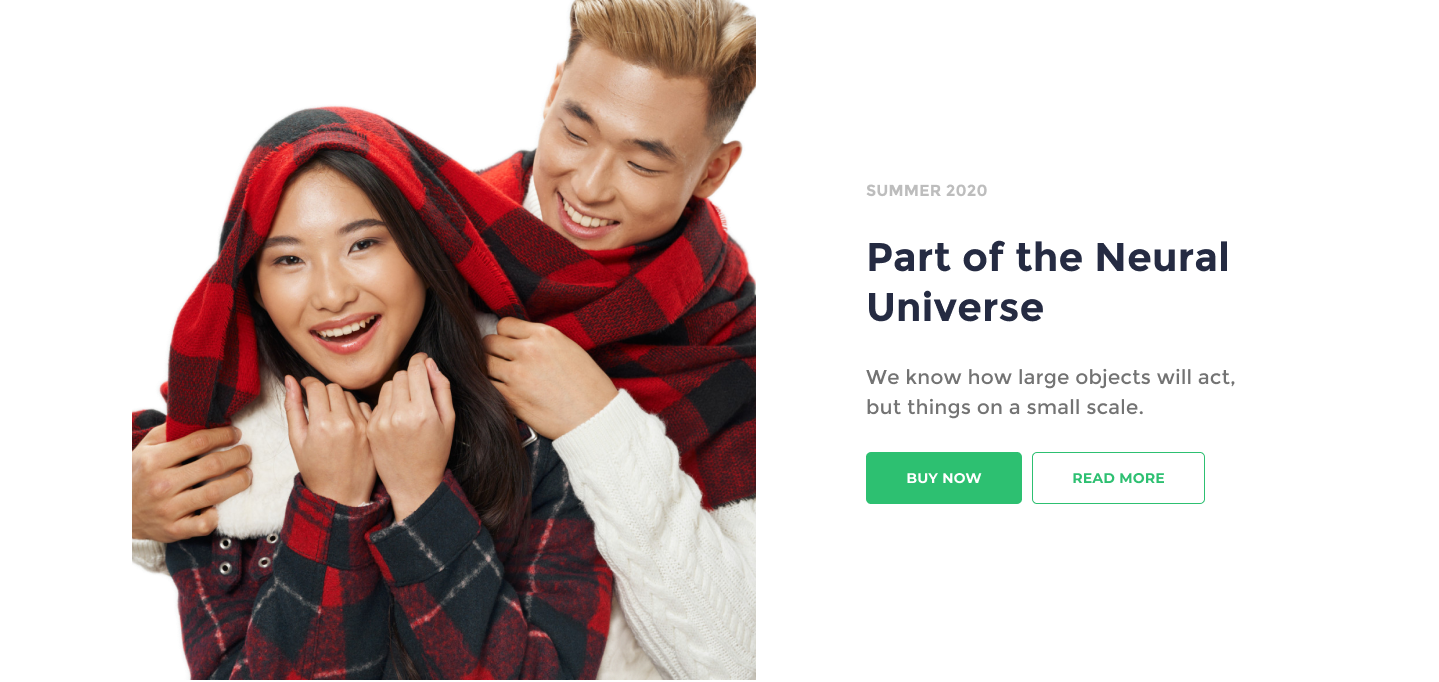 SUMMER 2020
Part of the Neural
Universe
We know how large objects will act,
but things on a small scale.
BUY NOW
READ MORE